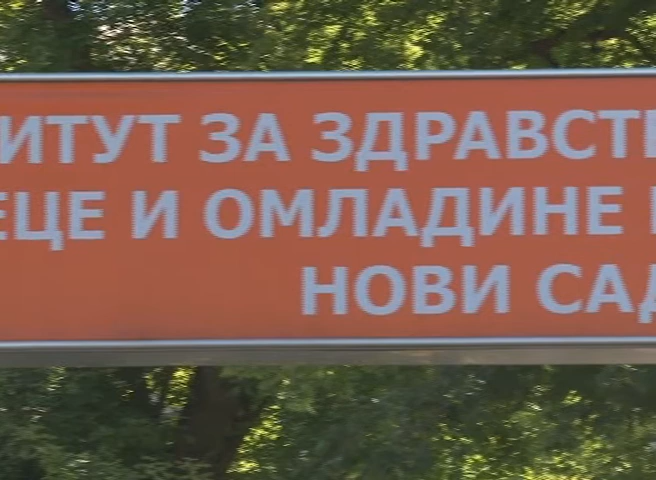 ИТУТ ЗА ЗДРАВСТ
ЕЦЕ И ОМЛАДИНЕ
НОВИ САД